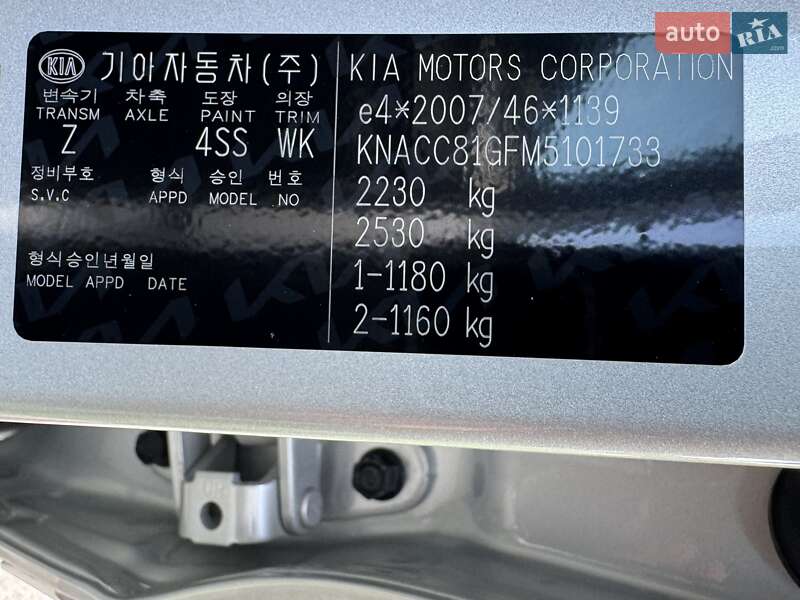 auto RIA.com
KIA 기아자동차(주)
변속기 차축 도장 의장
TRANSM AXLE PAINT TRIM
Z 4SS WK
정비부호 형식 승인 번호
S.V.C APPD MODEL NO
형식승인년월일
MODEL APPD DATE
KIA MOTORS CORPORATION
e4*2007/46*1139
KNACC81GFM5101733
2230 kg
2530 kg
1-1180 kg
2-1160 kg